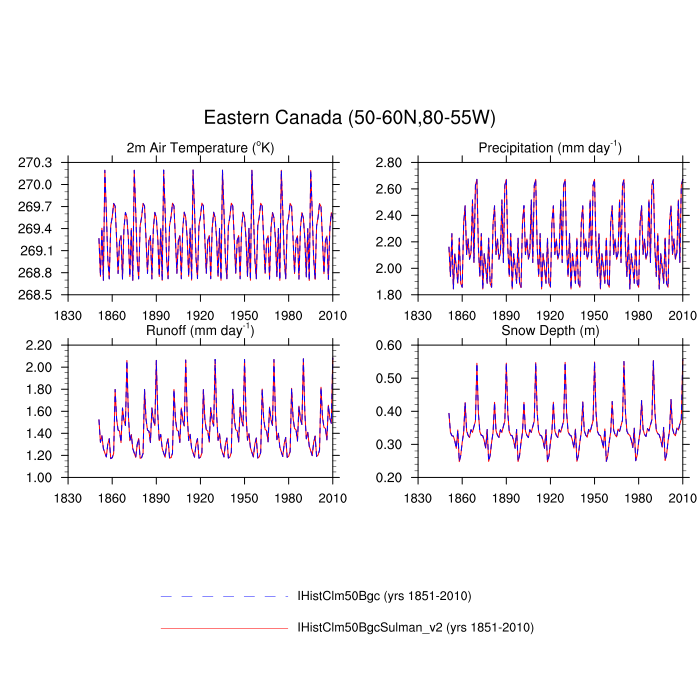 Eastern Canada (50-60N,80-55W)
2m Air Temperature (°K)
270.3
270.0
269.7
269.4
269.1
268.8
268.5
1830 1860 1890 1920 1950 1980 2010
Precipitation (mm day⁻¹)
2.80
2.60
2.40
2.20
2.00
1.80
1830 1860 1890 1920 1950 1980 2010
Runoff (mm day⁻¹)
2.20
2.00
1.80
1.60
1.40
1.20
1.00
1830 1860 1890 1920 1950 1980 2010
Snow Depth (m)
0.60
0.50
0.40
0.30
0.20
1830 1860 1890 1920 1950 1980 2010
IHistClm50Bgc (yrs 1851-2010)
IHistClm50BgcSulman_v2 (yrs 1851-2010)